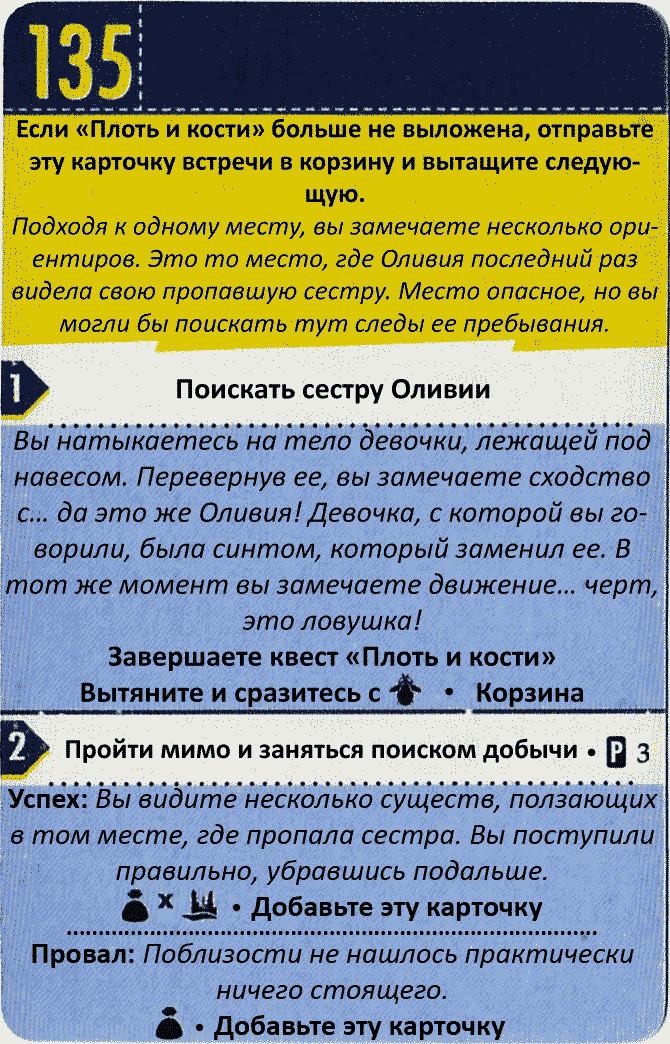 135
Если «Плоть и кости» больше не выложена, отправьте
эту карточку встречи в корзину и вытащите следую-
щую.
Подходя к одному месту, вы замечаете несколько ори-
ентиров. Это то место, где Оливия последний раз
видела свою пропавшую сестру. Место опасное, но вы
могли бы поискать тут следы ее пребывания.
1 Поискать сестру Оливии
Вы натыкаетесь на тело девочки, лежащей под
навесом. Перевернув ее, вы замечаете сходство
с... да это же Оливия! Девочка, с которой вы го-
ворили, была синтом, который заменил ее. В
тот же момент вы замечаете движение... черт,
это ловушка!
Завершаете квест «Плоть и кости»
Вытяните и сразитесь с • Корзина
2 Пройти мимо и заняться поиском добычи • P 3
Успех: Вы видите несколько существ, ползающих
в том месте, где пропала сестра. Вы поступили
правильно, убравшись подальше.
x • Добавьте эту карточку
Провал: Поблизости не нашлось практически
ничего стоящего.
• Добавьте эту карточку